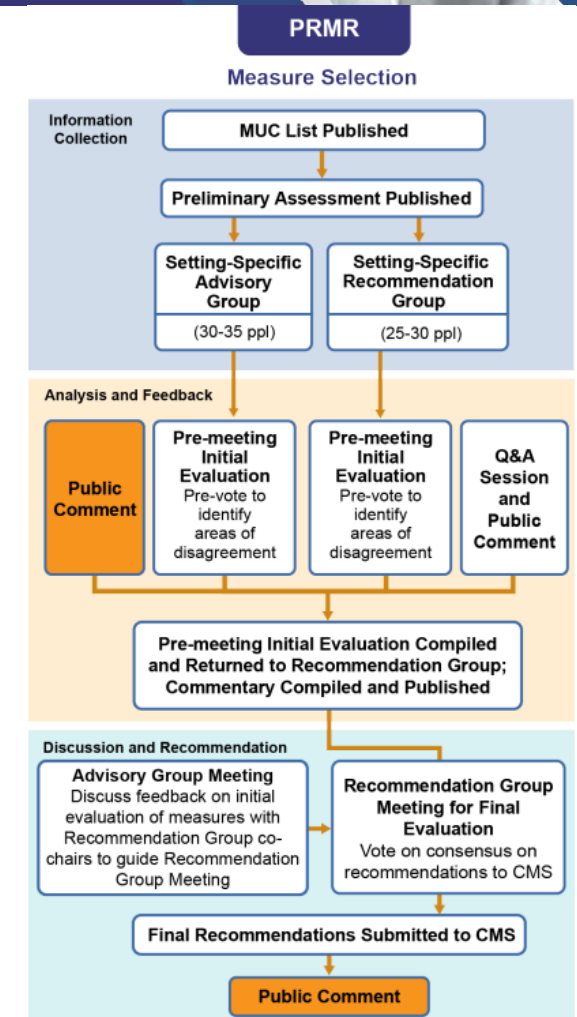 PRMR
Measure Selection
Information
Collection
MUC List Published
Preliminary Assessment Published
Setting-Specific
Advisory
Group
(30-35 ppl)
Setting-Specific
Recommendation
Group
(25-30 ppl)
Analysis and Feedback
Public
Comment
Pre-meeting
Initial
Evaluation
Pre-vote to
identify
areas of
disagreement
Pre-meeting
Initial
Evaluation
Pre-vote to
identify
areas of
disagreement
Q&A
Session
and
Public
Comment
Pre-meeting Initial Evaluation Compiled
and Returned to Recommendation Group;
Commentary Compiled and Published
Discussion and Recommendation
Advisory Group Meeting
Discuss feedback on initial
evaluation of measures with
Recommendation Group co-
chairs to guide Recommendation
Group Meeting
Recommendation Group
Meeting for Final
Evaluation
Vote on consensus on
recommendations to CMS
Final Recommendations Submitted to CMS
Public Comment